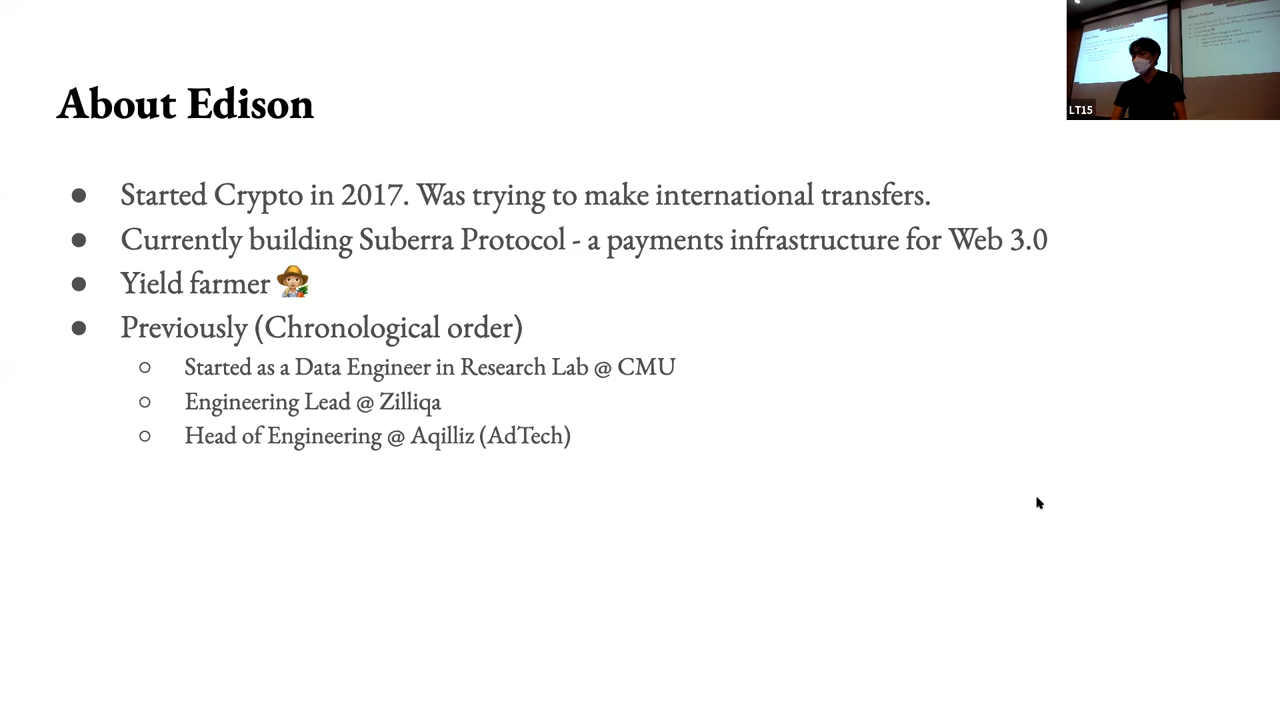 About Edison
● Started Crypto in 2017. Was trying to make international transfers.
● Currently building Suberra Protocol - a payments infrastructure for Web 3.0
● Yield farmer 🧑🏼‍🌾
● Previously (Chronological order)
○ Started as a Data Engineer in Research Lab @ CMU
○ Engineering Lead @ Zilliqa
○ Head of Engineering @ Aqilliz (AdTech)
LT15